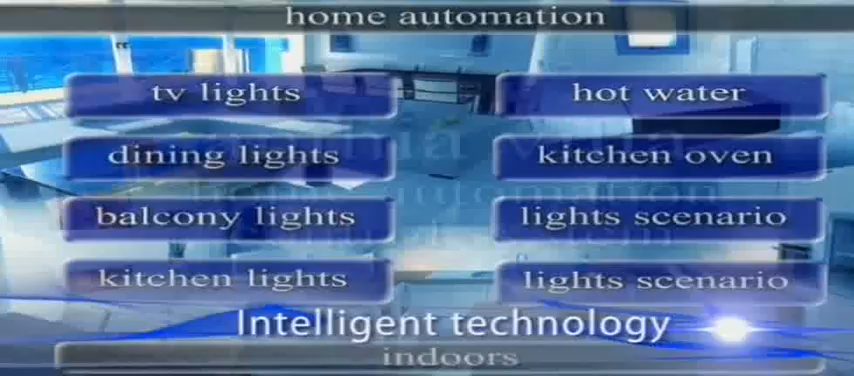 home automation
tv lights
hot water
dining lights
kitchen oven
balcony lights
lights scenario
kitchen lights
lights scenario
Intelligent technology
indoors